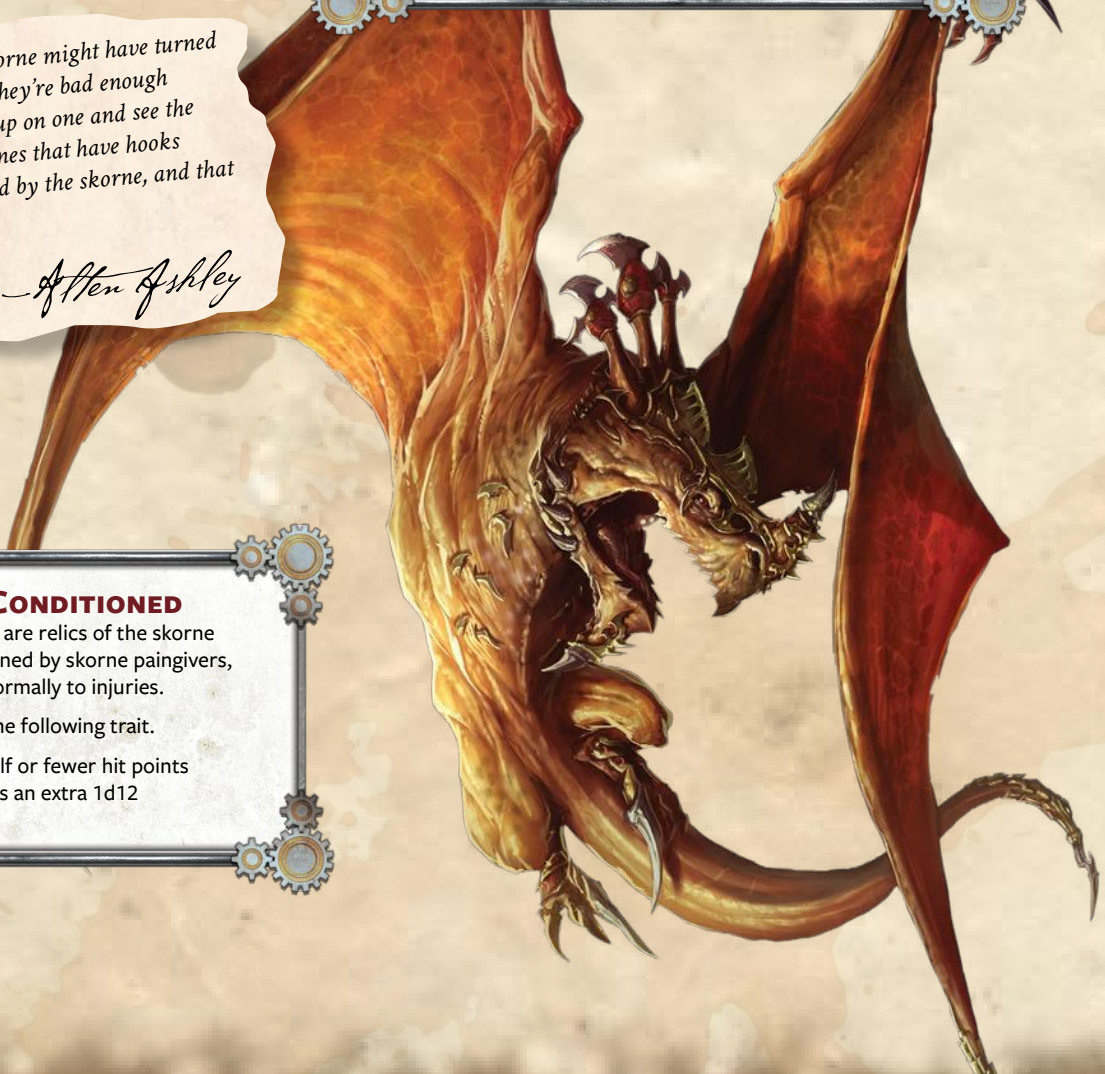 orne might have turned
hey’re bad enough
up on one and see the
nes that have hooks
d by the skorne, and that
—Alten Ashley
CONDITIONED
are relics of the skorne
ned by skorne paingivers,
ormally to injuries.
ne following trait.
lf or fewer hit points
s an extra 1d12